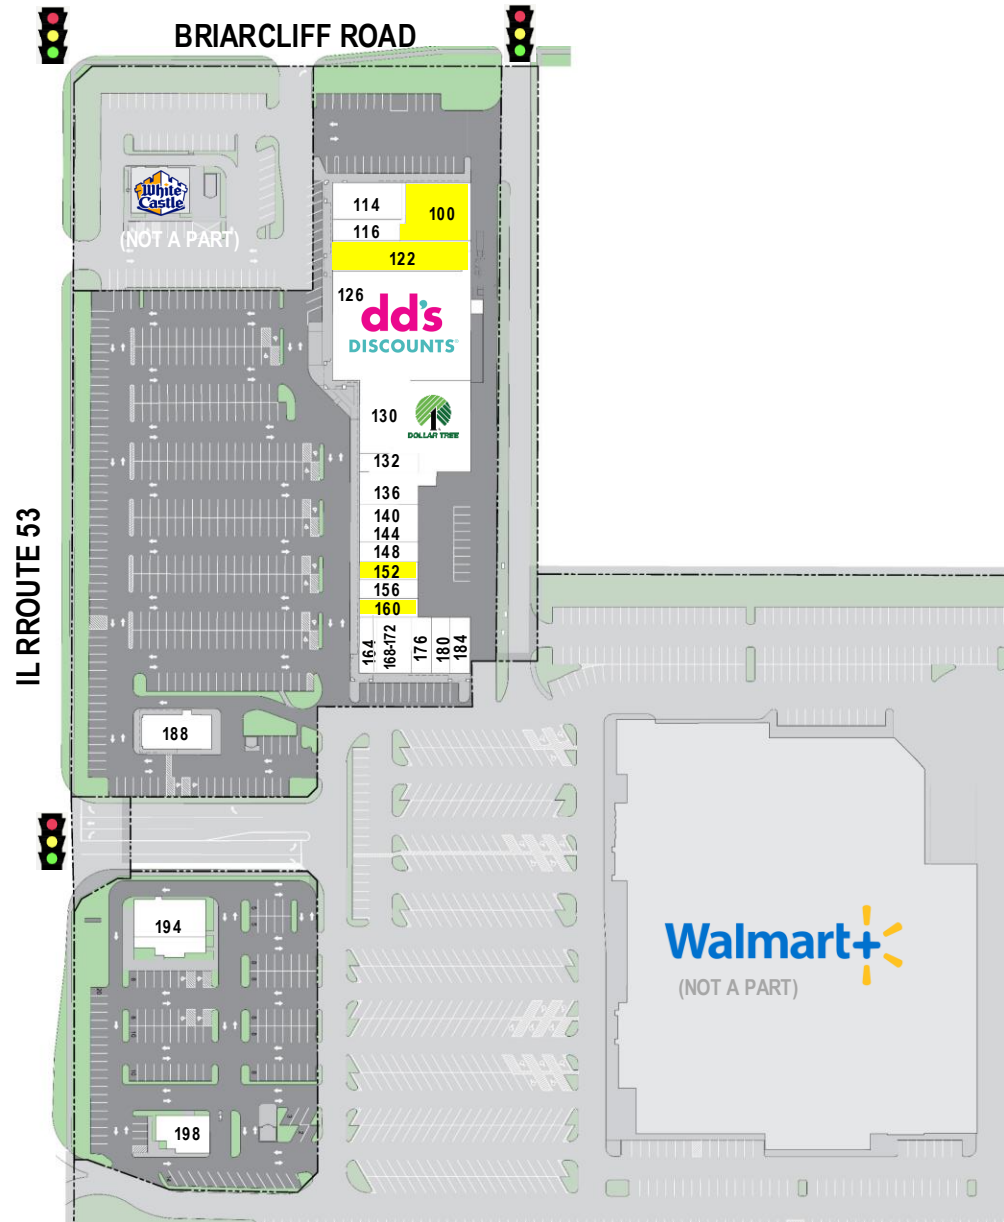 BRIARCLIFF ROAD
White
Castle
(NOT A PART)
114
100
116
122
126
dd's
DISCOUNTS
130
DOLLAR TREE
132
136
140
144
148
152
156
160
164
168-172
176
180
184
IL RROUTE 53
188
194
Walmart+
(NOT A PART)
198